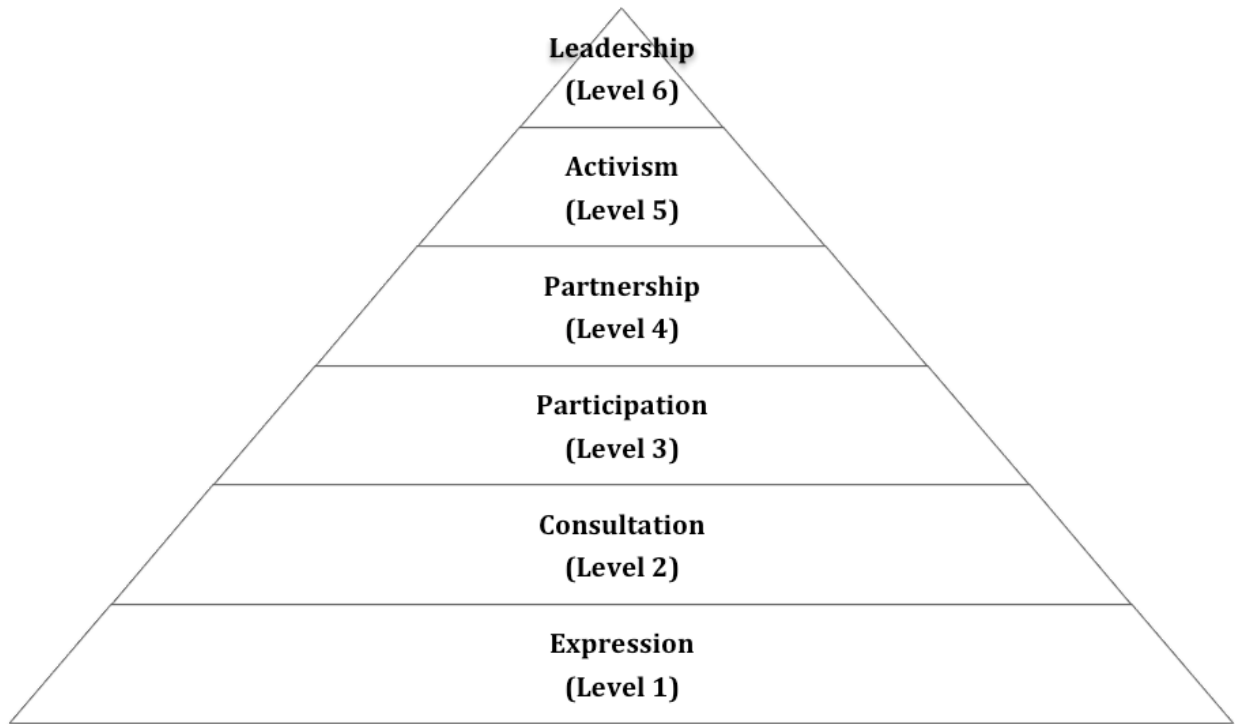 Leadership
(Level 6)
Activism
(Level 5)
Partnership
(Level 4)
Participation
(Level 3)
Consultation
(Level 2)
Expression
(Level 1)